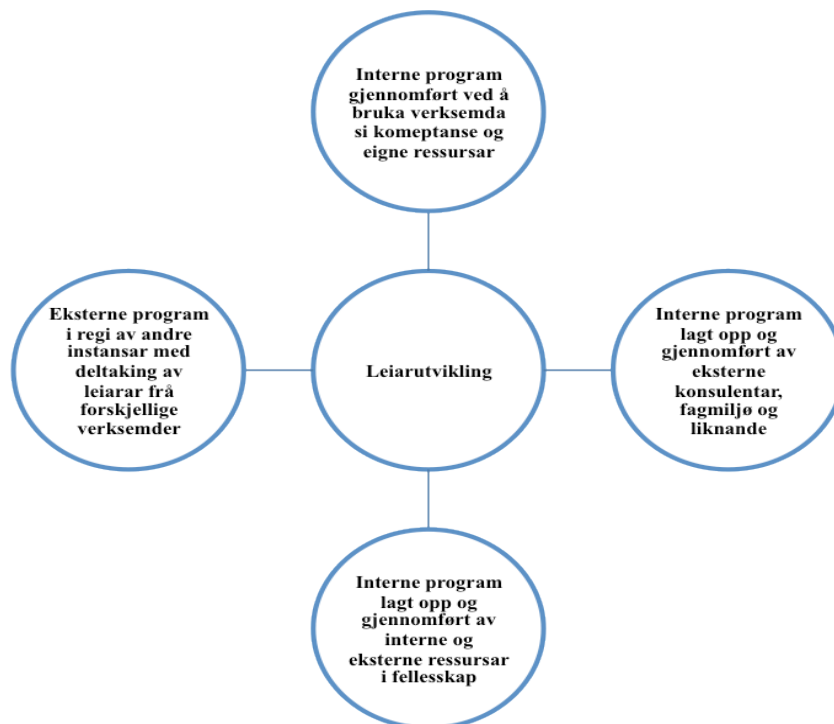 Interne program
gjennomført ved å
bruka verksemda
si komeptanse og
eigne ressursar
Eksterne program
i regi av andre
instansar med
deltaking av
leiarar frå
forskjellige
verksemder
Leiarutvikling
Interne program
lagt opp og
gjennomført av
eksterne
konsulentar,
fagmiljø og
liknande
Interne program
lagt opp og
gjennomført av
interne og
eksterne ressursar
i fellesskap